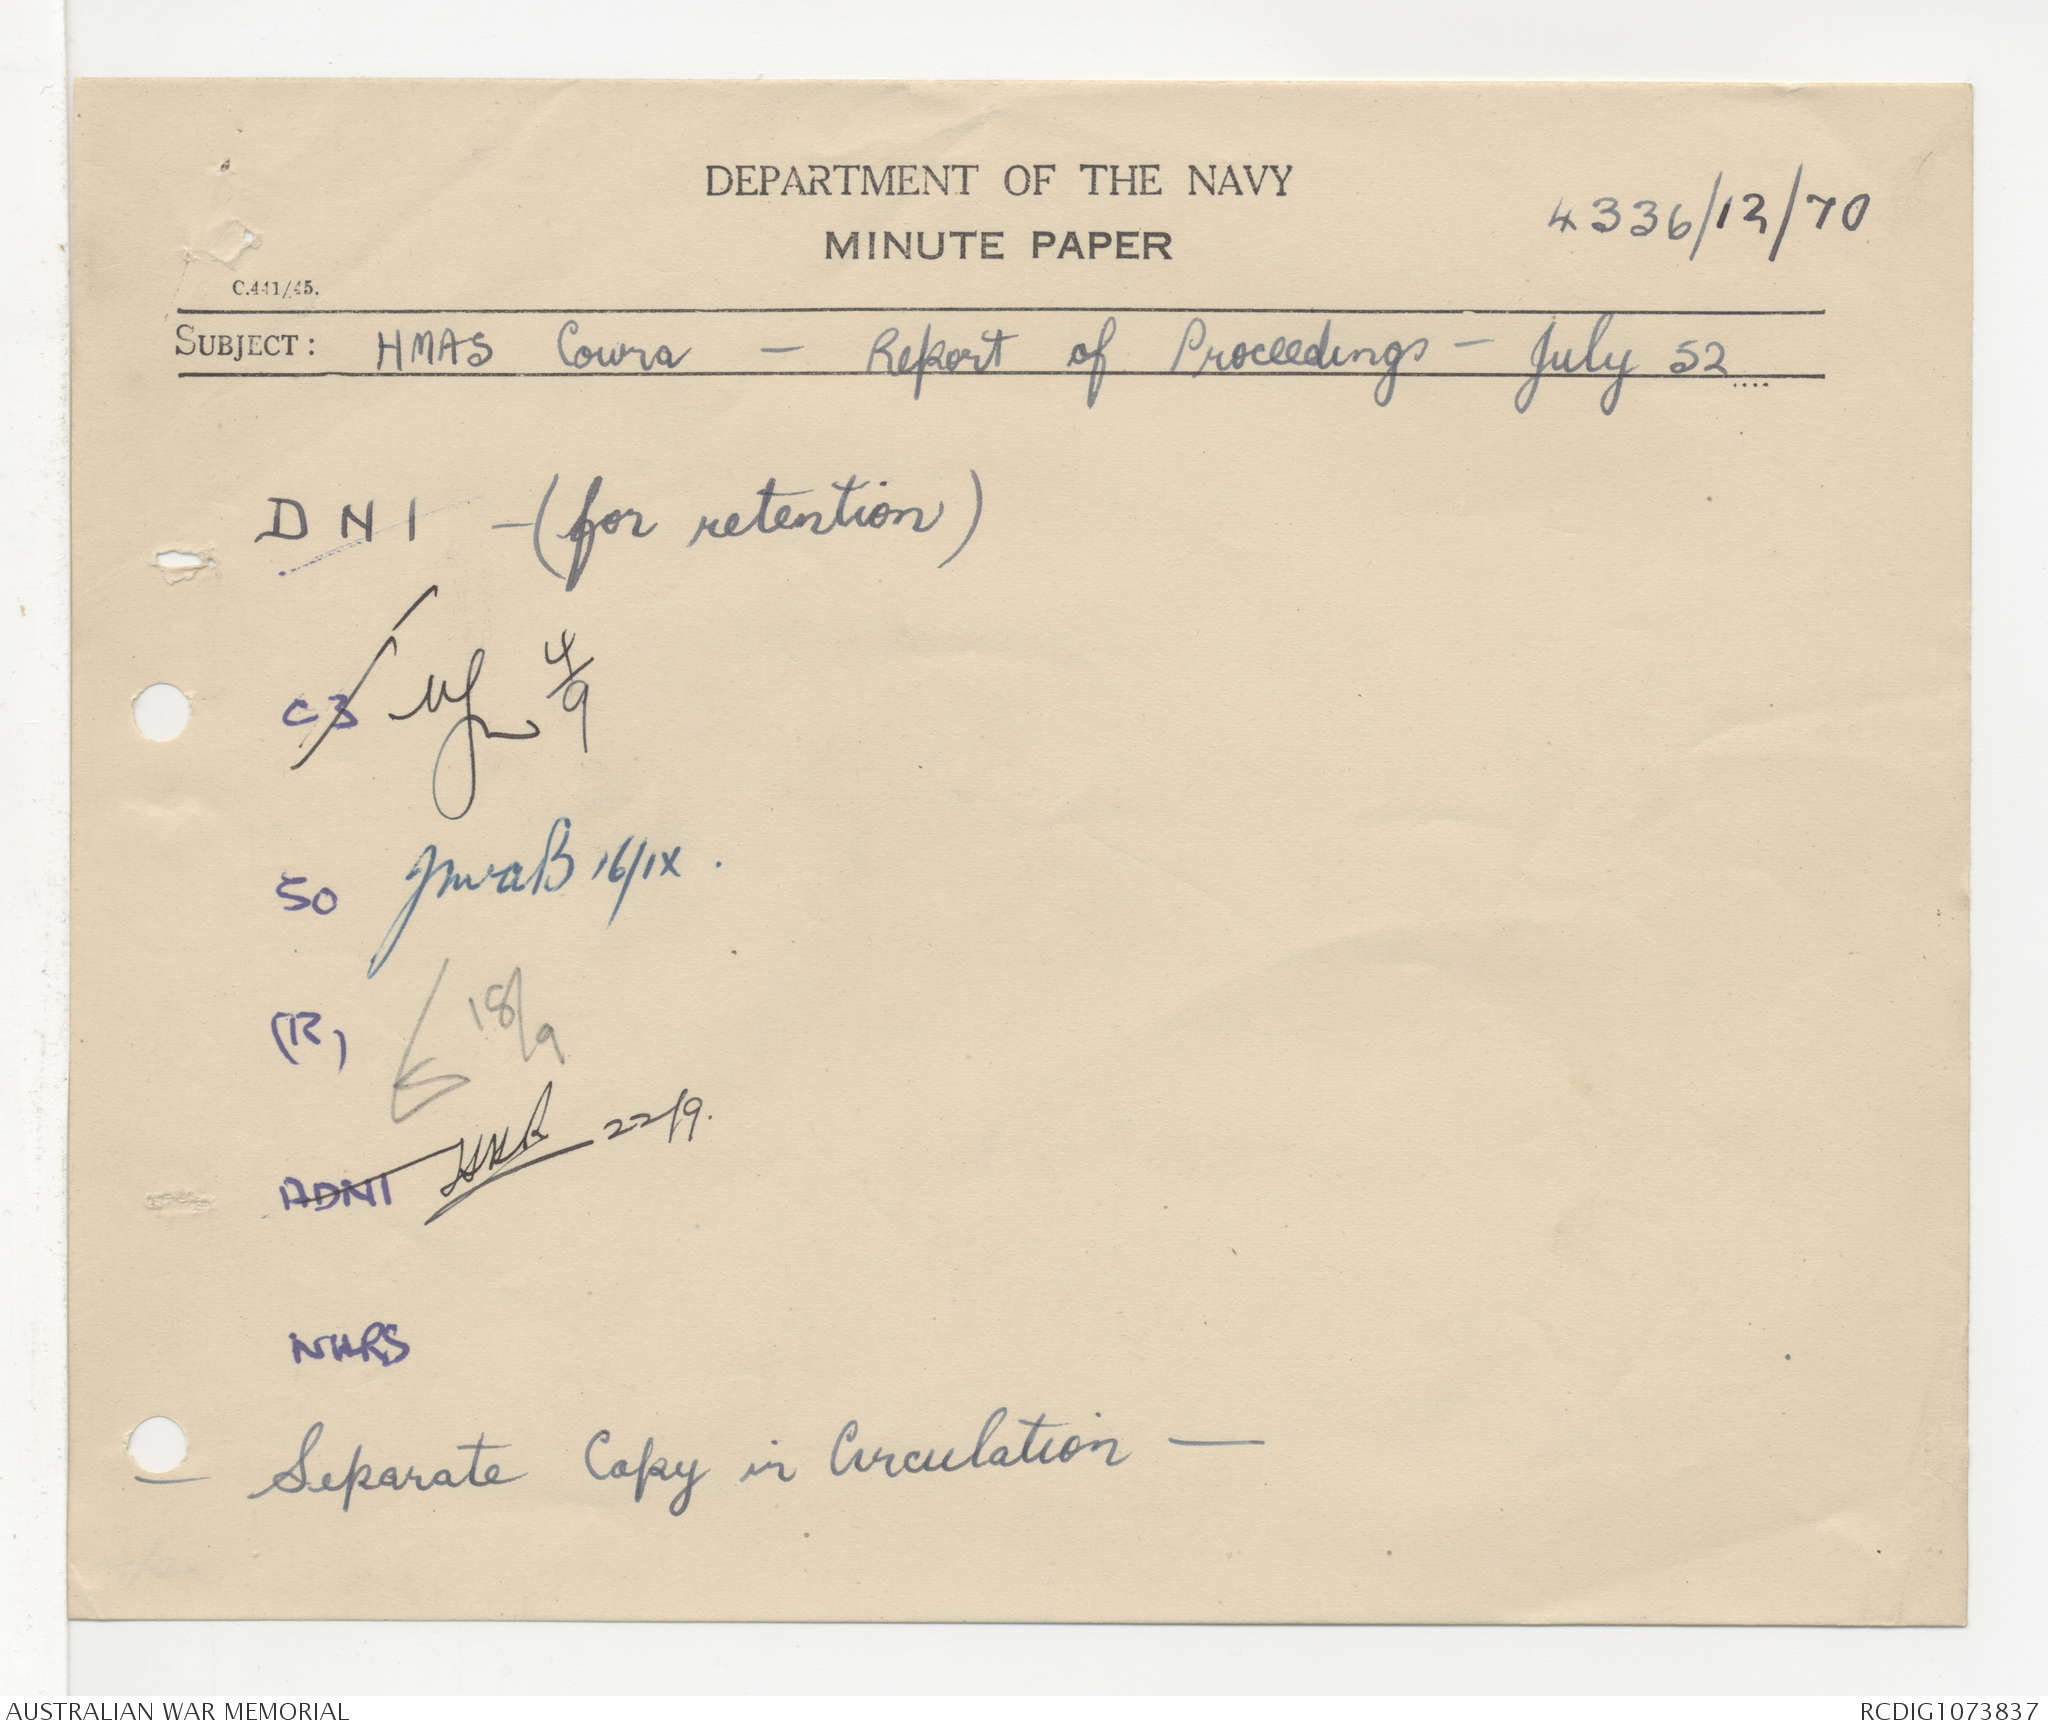 DEPARTMENT OF THE NAVY
4336/12/70
MINUTE PAPER
C.441/45.
SUBJECT: HMAS Cowra - Report of Proceedings - July 52....
DNI - (for retention)
C3 4/9
SO 16/IX.
(R) 18/9
ADNI 22/9.
NHRS
- Separate Copy in Circulation -
AUSTRALIAN WAR MEMORIAL
RCDIG1073837